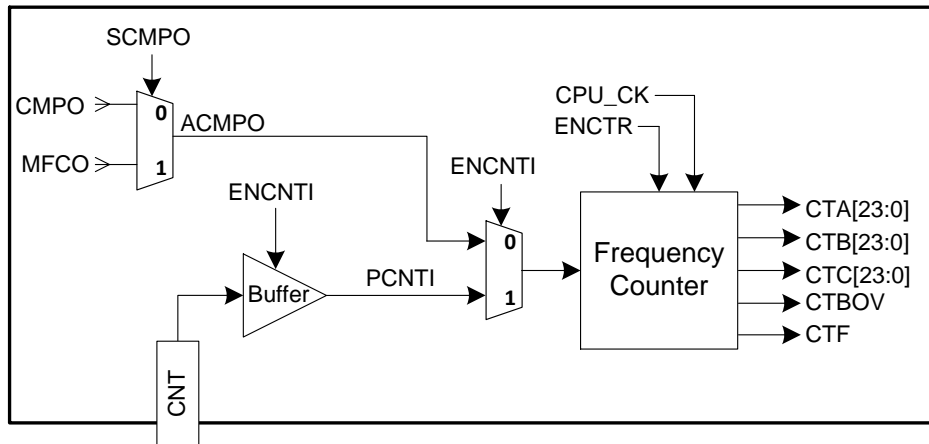 SCMPO
CMPO
0
ACMPO
MFCO
1
CPU_CK
ENCTR
ENCNTI
ENCNTI
0
1
Buffer
PCNTI
CNT
Frequency
Counter
CTA[23:0]
CTB[23:0]
CTC[23:0]
CTBOV
CTF